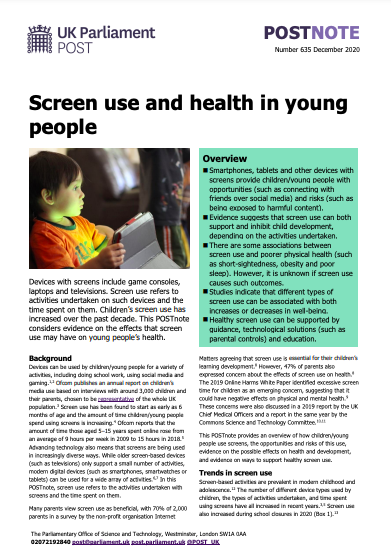 UK Parliament
POST
POSTNOTE
Number 635 December 2020
Screen use and health in young
people
Overview
■ Smartphones, tablets and other devices with
screens provide children/young people with
opportunities (such as connecting with
friends over social media) and risks (such as
being exposed to harmful content).
■ Evidence suggests that screen use can both
support and inhibit child development,
depending on the activities undertaken.
■ There are some associations between
screen use and poorer physical health (such
as short-sightedness, obesity and poor
sleep). However, it is unknown if screen use
causes such outcomes.
■ Studies indicate that different types of
screen use can be associated with both
increases or decreases in well-being.
■ Healthy screen use can be supported by
guidance, technological solutions (such as
parental controls) and education.
Devices with screens include game consoles,
laptops and televisions. Screen use refers to
activities undertaken on such devices and the
time spent on them. Children's screen use has
increased over the past decade. This POSTnote
considers evidence on the effects that screen
use may have on young people's health.
Background
Devices can be used by children/young people for a variety of
activities, including doing work, using social media and
gaming.
Ofcom publishes an annual report on children's
media use based on interviews with around 3,000 children and
their parents, chosen to be representative of the whole UK
population. Screen use has been found to start as early as 6
months of age and the amount of time children/young people
spend using screens is increasing. Ofcom reports that the
amount of time those aged 5–15 years spent online rose from
an average of 9 hours per week in 2009 to 15 hours in 2018.
Advancing technology also means that screens are being used
in increasingly diverse ways. While older screen-based devices
(such as televisions) only support a small number of activities,
modern digital devices (such as smartphones, smartwatches or
tablets) can be used for a wide array of activities. In this
POSTnote, screen use refers to the activities undertaken with
screens and the time spent on them.
Many parents view screen use as beneficial, with 70% of 2,000
parents in a survey by the non-profit organisation Internet
Matters agreeing that screen use is essential for their children's
learning development. However, 47% of parents also
expressed concern about the effects of screen use on health.
The 2019 Online Harms White Paper identified excessive screen
time for children as an emerging concern, suggesting that it
could have negative effects on physical and mental health.
These concerns were also discussed in a 2019 report by the UK
Chief Medical Officers and a report in the same year by the
Commons Science and Technology Committee.
This POSTnote provides an overview of how children/young
people use screens, the opportunities and risks of this use,
evidence on the possible effects on health and development,
and evidence on ways to support healthy screen use.
Trends in screen use
Screen-based activities are prevalent in modern childhood and
adolescence. The number of different device types used by
children, the types of activities undertaken, and time spent
using screens have all increased in recent years. Screen use
also increased during school closures in 2020 (Box 1).
The Parliamentary Office of Science and Technology, Westminster, London SW1A 0AA
02072192840 post@parliament.uk post.parliament.uk @POST_UK